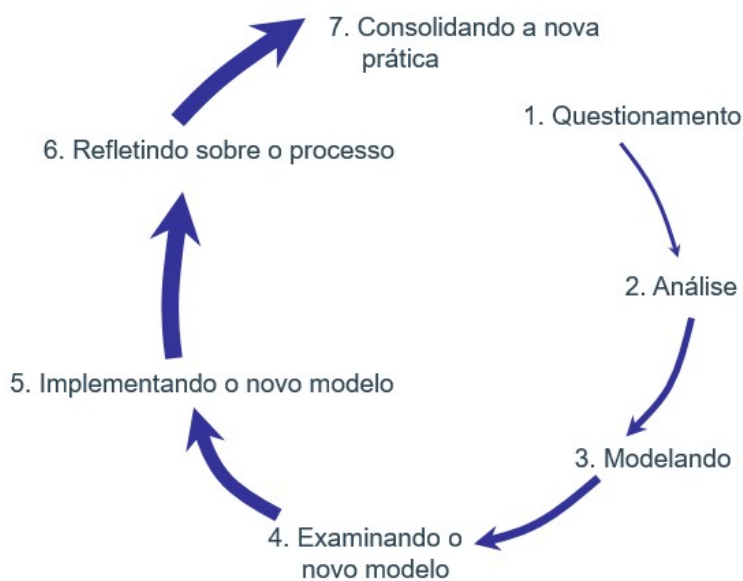 1. Questionamento
2. Análise
3. Modelando
4. Examinando o
novo modelo
5. Implementando o novo modelo
6. Refletindo sobre o processo
7. Consolidando a nova
prática